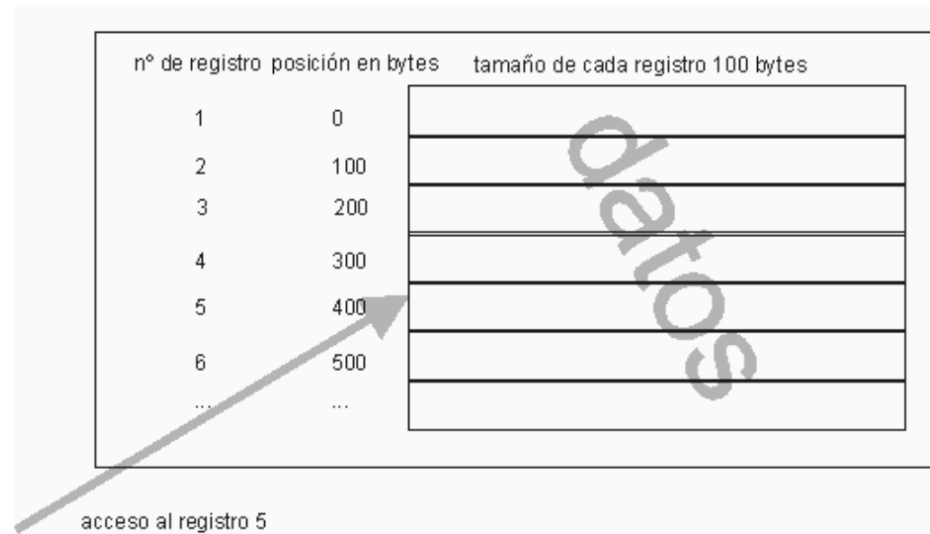 nº de registro posición en bytes tamaño de cada registro 100 bytes
1 0
2 100
3 200
4 300
5 400
6 500
... ...
datos
acceso al registro 5